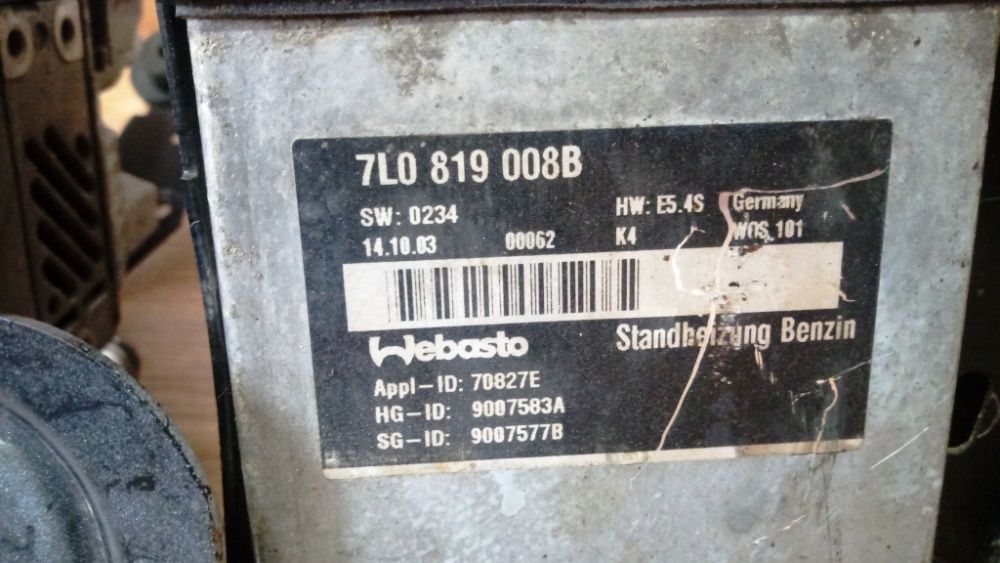 7L0 819 008B
SW: 0234 HW: E5.4S Germany
14.10.03 00062 K4 WOS 101
Webasto Standheizung Benzin
Appl-ID: 70827E
HG-ID: 9007583A
SG-ID: 9007577B